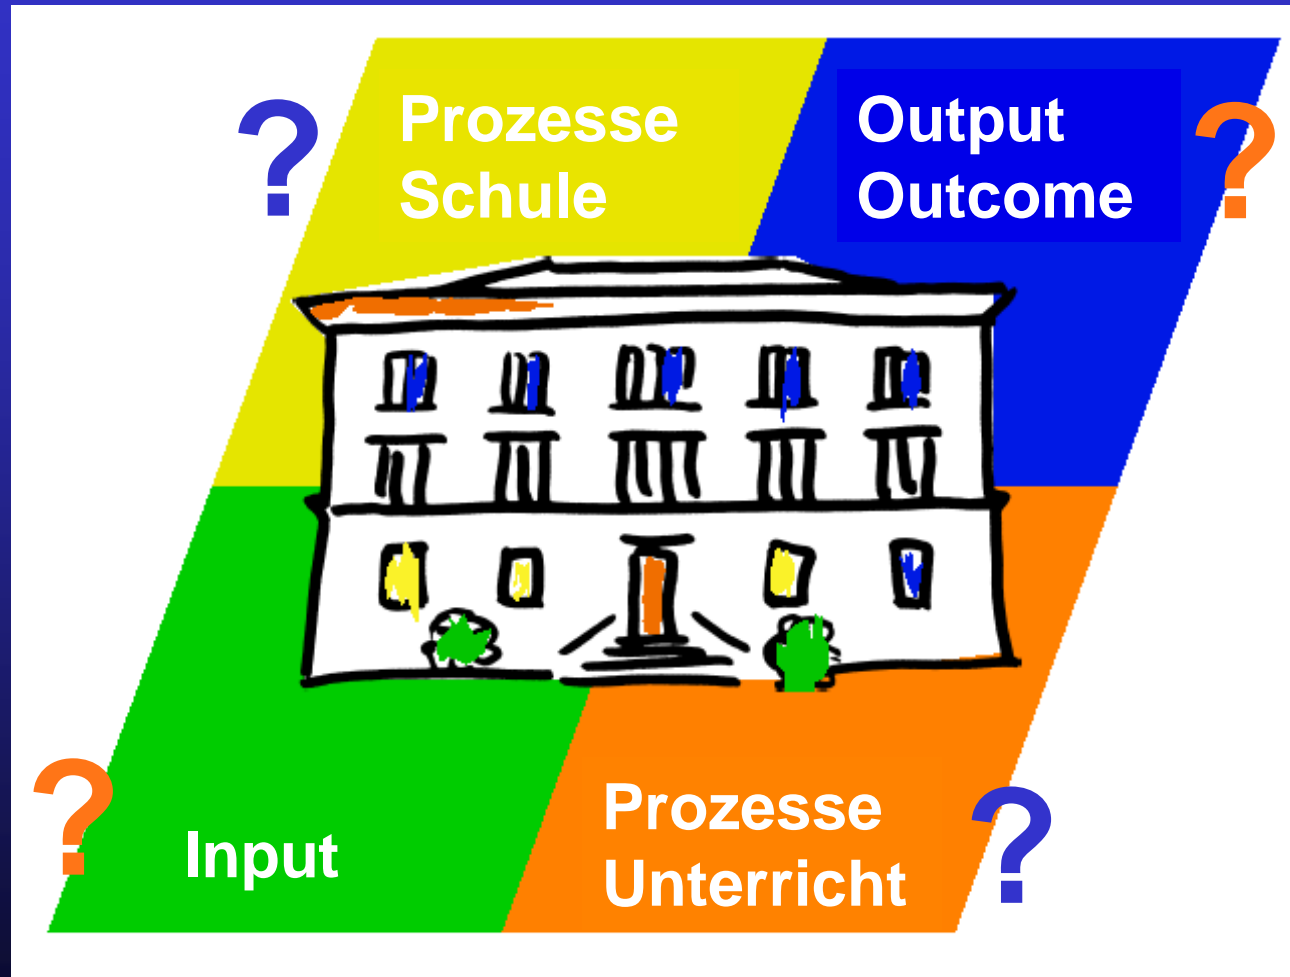 ?
Prozesse
Schule
Output
Outcome
?
?
Input
Prozesse
Unterricht
?